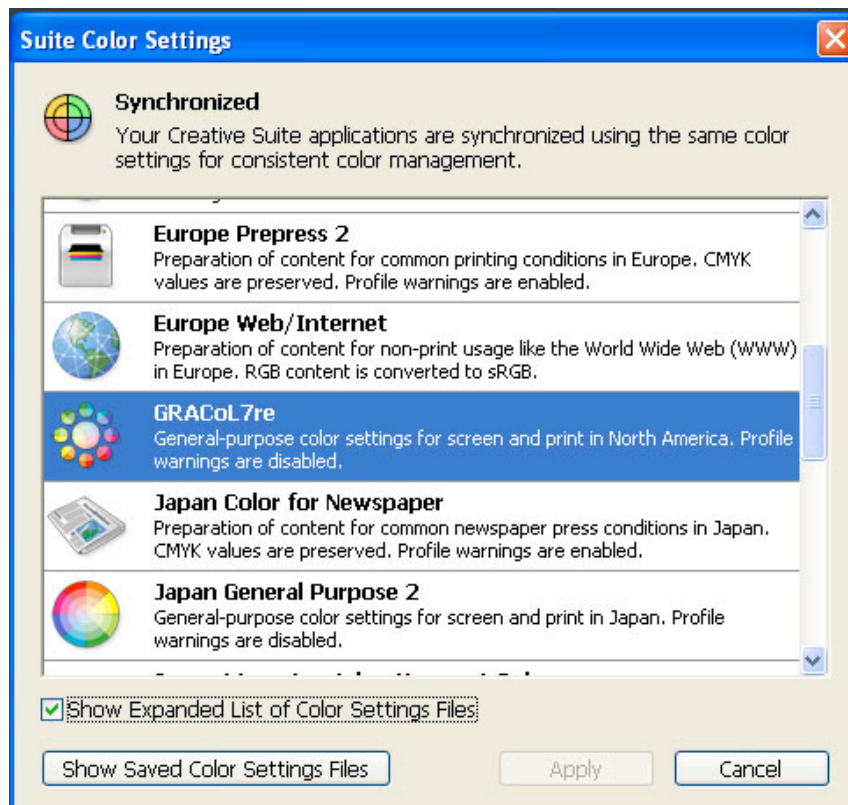 Suite Color Settings
Synchronized
Your Creative Suite applications are synchronized using the same color
settings for consistent color management.
Europe Prepress 2
Preparation of content for common printing conditions in Europe. CMYK
values are preserved. Profile warnings are enabled.
Europe Web/Internet
Preparation of content for non-print usage like the World Wide Web (WWW)
in Europe. RGB content is converted to sRGB.
GRACoL7re
General-purpose color settings for screen and print in North America. Profile
warnings are disabled.
Japan Color for Newspaper
Preparation of content for common newspaper press conditions in Japan.
CMYK values are preserved. Profile warnings are enabled.
Japan General Purpose 2
General-purpose color settings for screen and print in Japan. Profile
warnings are disabled.
Show Expanded List of Color Settings Files
Show Saved Color Settings Files
Apply
Cancel